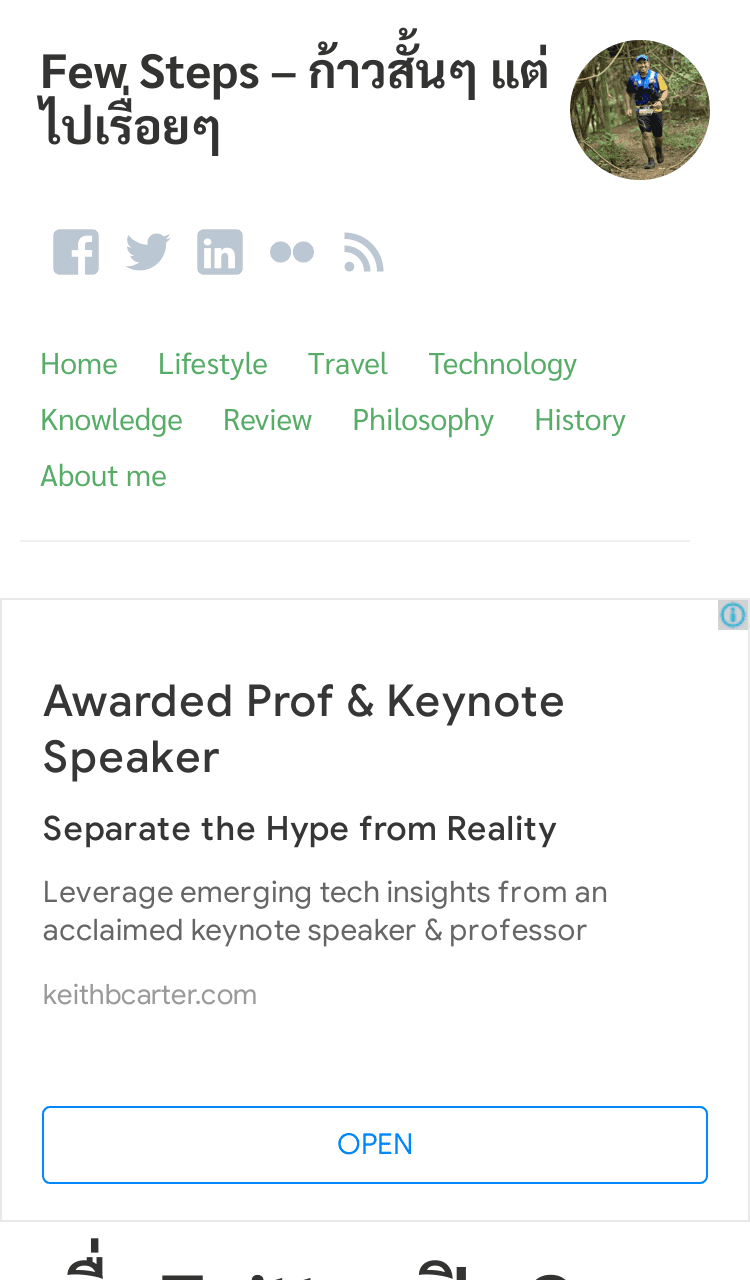 Few Steps – ก้าวสั้นๆ แต่
ไปเรื่อยๆ
Home Lifestyle Travel Technology
Knowledge Review Philosophy History
About me
Awarded Prof & Keynote
Speaker
Separate the Hype from Reality
Leverage emerging tech insights from an
acclaimed keynote speaker & professor
keithbcarter.com
OPEN